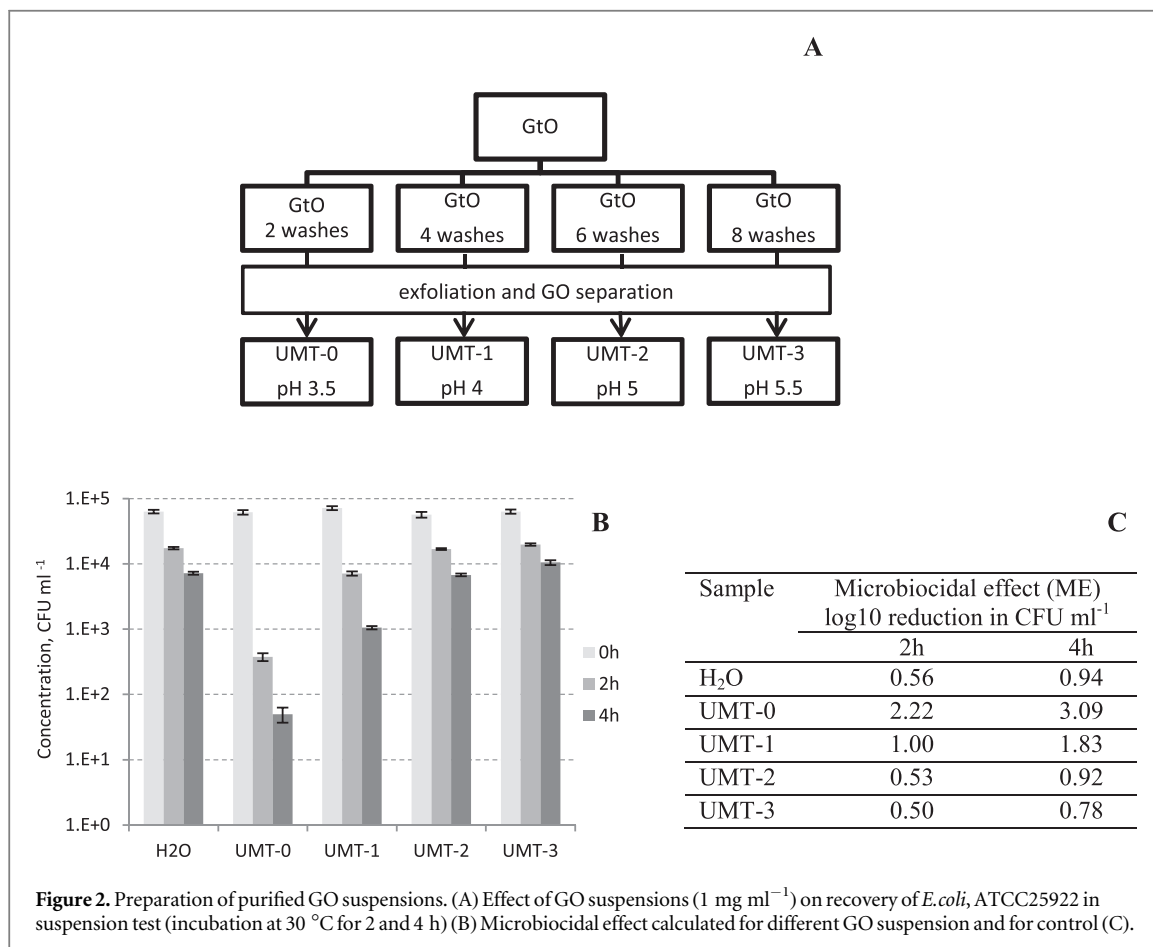 A
GtO
GtO
2 washes
GtO
4 washes
GtO
6 washes
GtO
8 washes
exfoliation and GO separation
UMT-0
pH 3.5
UMT-1
pH 4
UMT-2
pH 5
UMT-3
pH 5.5
B
Concentration, CFU ml -1
1.E+5
1.E+4
1.E+3
1.E+2
1.E+1
1.E+0
H2O UMT-0 UMT-1 UMT-2 UMT-3
0h
2h
4h
C
Sample Microbiocidal effect (ME)
log10 reduction in CFU ml-1
2h 4h
H2O 0.56 0.94
UMT-0 2.22 3.09
UMT-1 1.00 1.83
UMT-2 0.53 0.92
UMT-3 0.50 0.78
Figure 2. Preparation of purified GO suspensions. (A) Effect of GO suspensions (1 mg ml−1) on recovery of E.coli, ATCC25922 in
suspension test (incubation at 30 °C for 2 and 4 h) (B) Microbiocidal effect calculated for different GO suspension and for control (C).